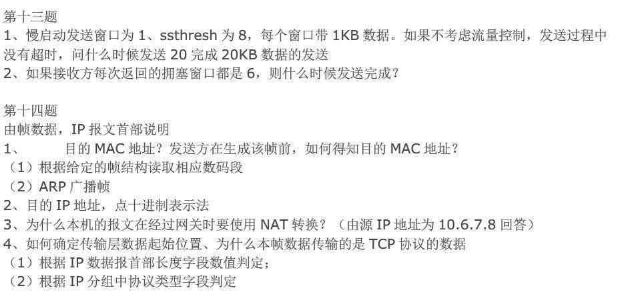 第十三题
1、慢启动发送窗口为 1、ssthresh 为 8，每个窗口带 1KB 数据。如果不考虑流量控制，发送过程中
没有超时，问什么时候发送 20 完成 20KB 数据的发送
2、如果接收方每次返回的拥塞窗口都是 6，则什么时候发送完成？
第十四题
由帧数据，IP 报文首部说明
1、 目的 MAC 地址？发送方在生成该帧前，如何得知目的 MAC 地址？
（1）根据给定的帧结构读取相应数码段
（2）ARP 广播帧
2、目的 IP 地址，点十进制表示法
3、为什么本机的报文在经过网关时要使用 NAT 转换？（由源 IP 地址为 10.6.7.8 回答）
4、如何确定传输层数据起始位置、为什么本帧数据传输的是 TCP 协议的数据
（1）根据 IP 数据报首部长度字段数值判定；
（2）根据 IP 分组中协议类型字段判定